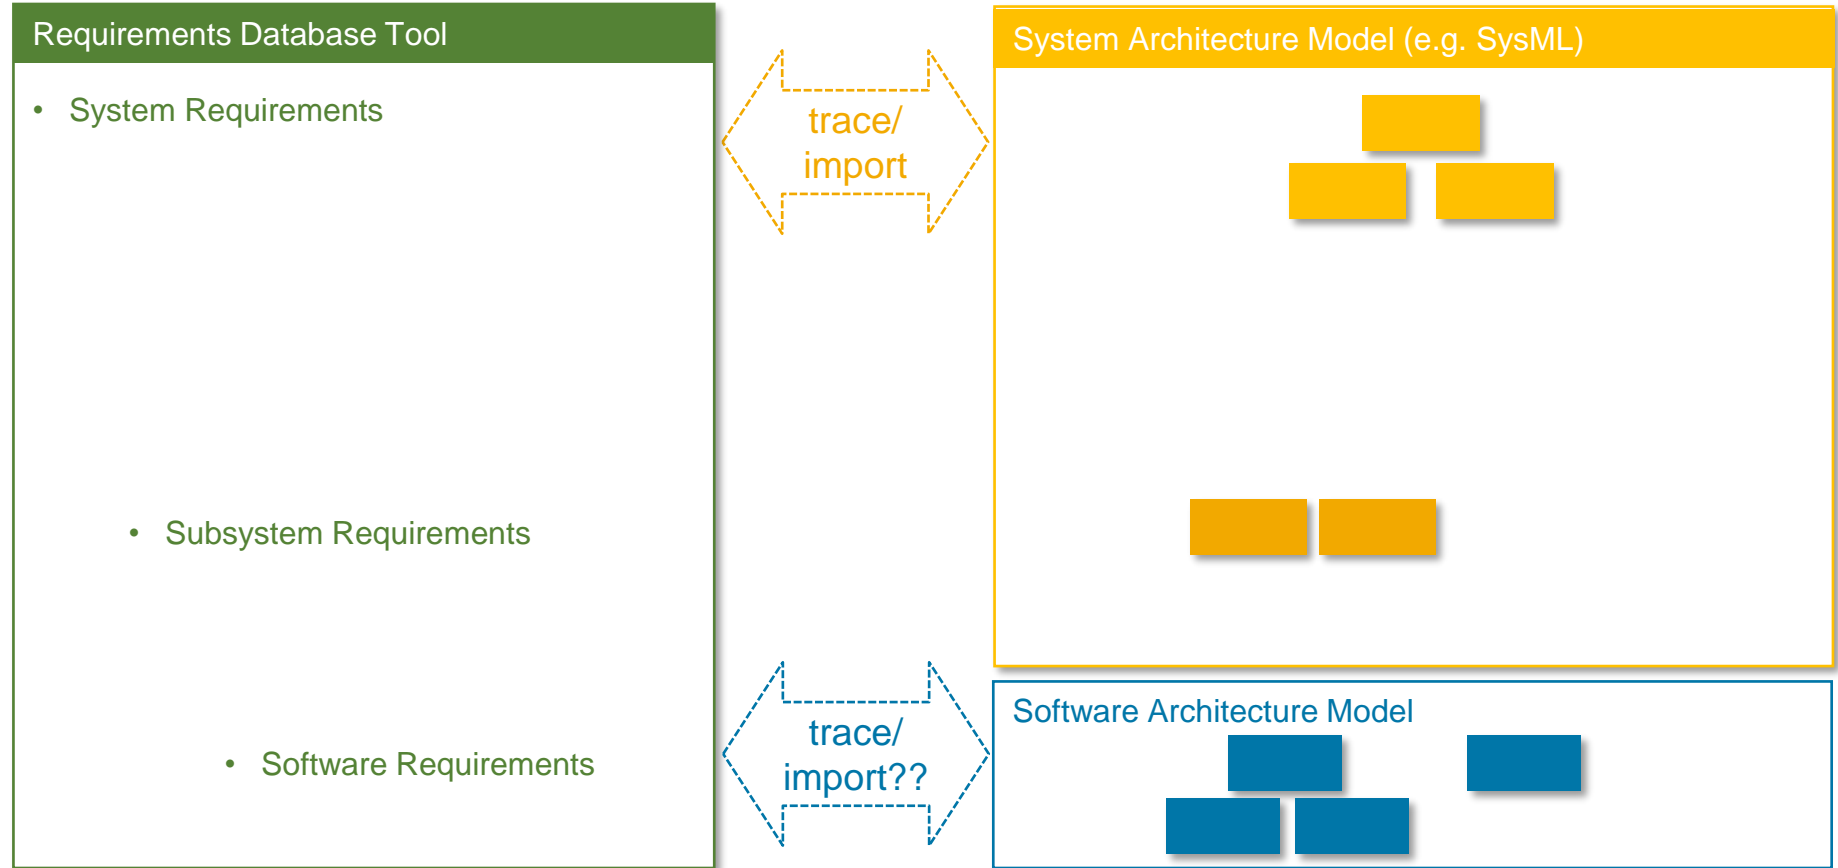 Requirements Database Tool
• System Requirements
• Subsystem Requirements
• Software Requirements
trace/
import
trace/
import??
System Architecture Model (e.g. SysML)
Software Architecture Model